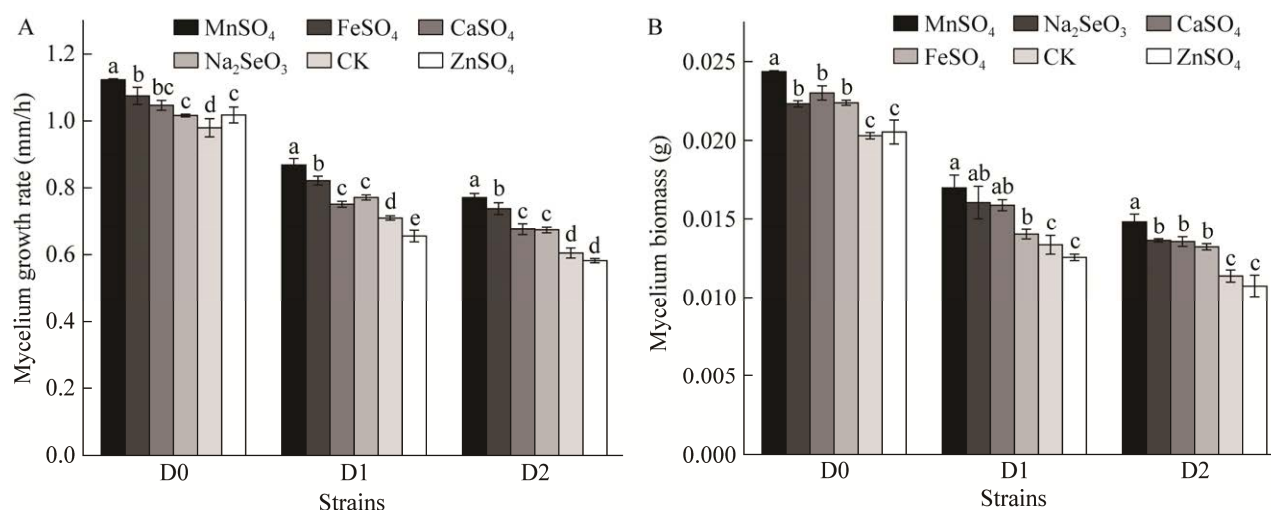 A
MnSO₄ FeSO₄ CaSO₄
Na₂SeO₃ CK ZnSO₄
Mycelium growth rate (mm/h)
1.2
1.0
0.8
0.6
0.4
0.2
0.0
a b bc c d c
a b c c d e
a b c c d d
D0 D1 D2
Strains
B
MnSO₄ Na₂SeO₃ CaSO₄
FeSO₄ CK ZnSO₄
Mycelium biomass (g)
0.025
0.020
0.015
0.010
0.005
0.000
a b b b c c
a ab ab b c c
a b b b c c
D0 D1 D2
Strains